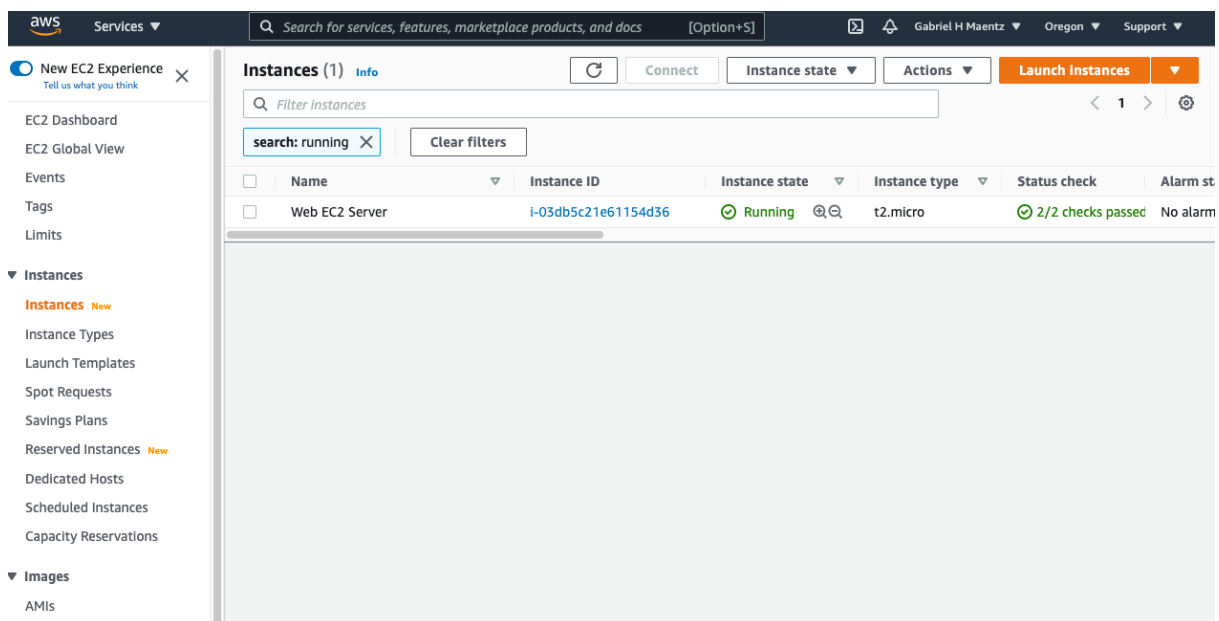 aws Services Search for services, features, marketplace products, and docs [Option+S] Gabriel H Maentz Oregon Support
New EC2 Experience
Tell us what you think
EC2 Dashboard
EC2 Global View
Events
Tags
Limits
Instances
Instances New
Instance Types
Launch Templates
Spot Requests
Savings Plans
Reserved Instances New
Dedicated Hosts
Scheduled Instances
Capacity Reservations
Images
AMIs
Instances (1) Info Connect Instance state Actions Launch instances
Filter instances 1
search: running Clear filters
Name Instance ID Instance state Instance type Status check Alarm st
Web EC2 Server i-03db5c21e61154d36 Running t2.micro 2/2 checks passed No alarm